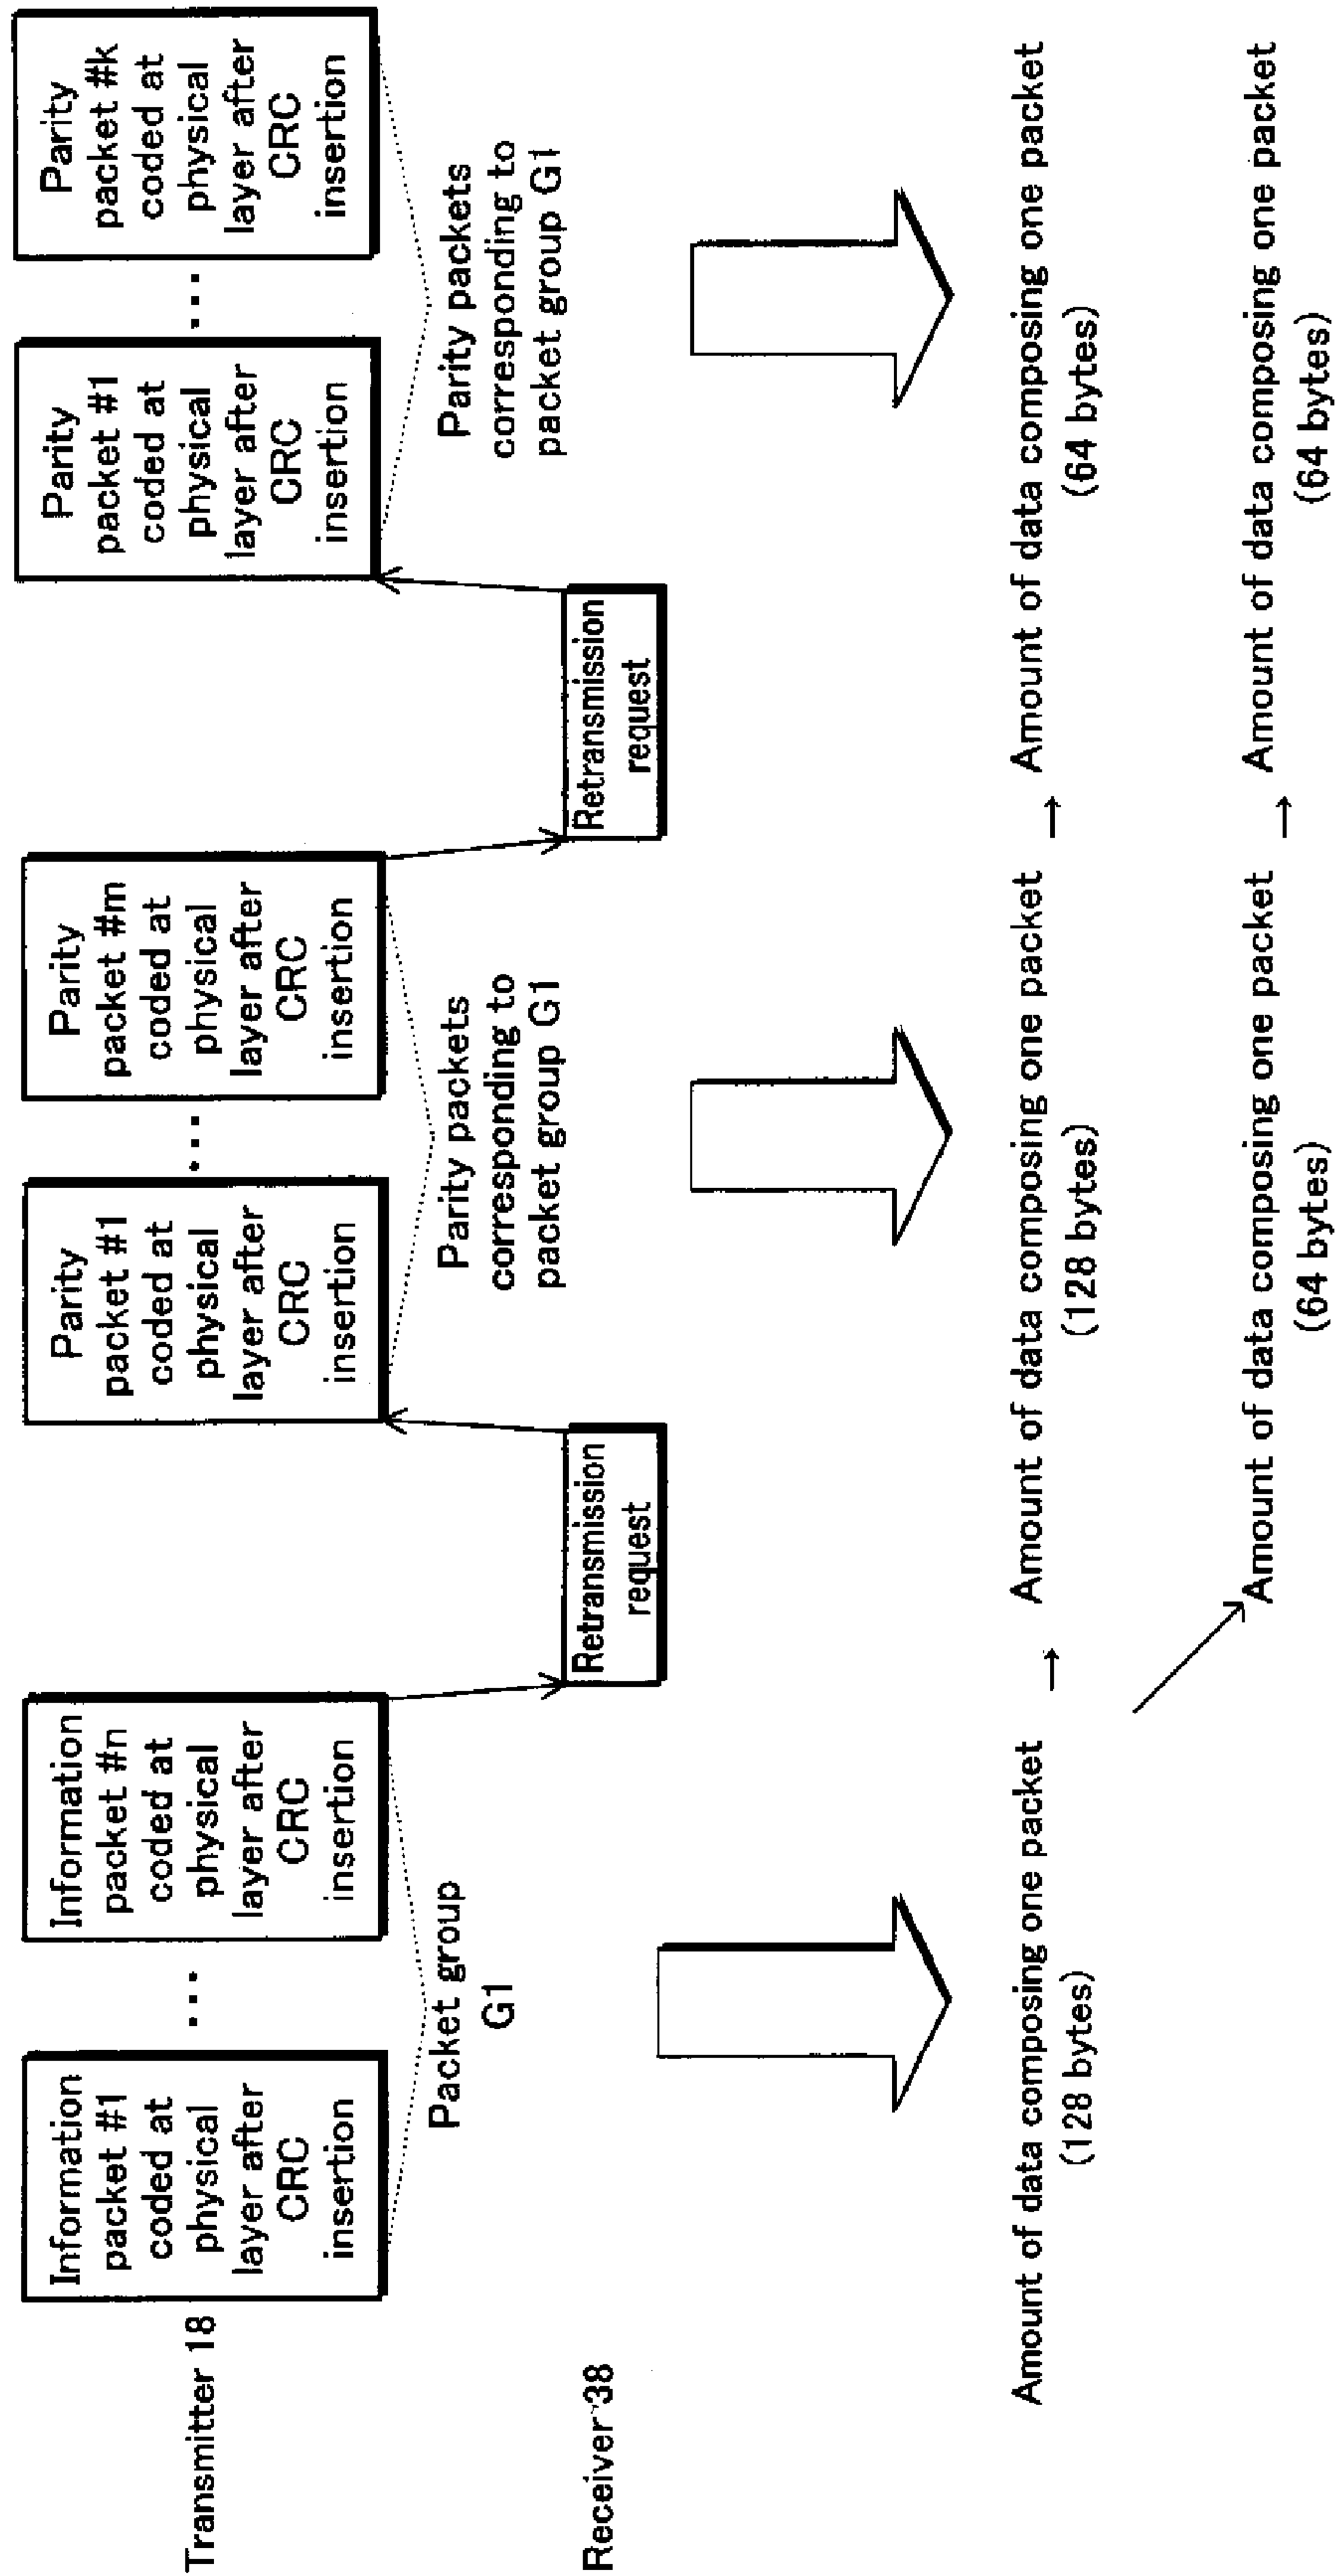 Transmitter 18
Information
packet #1
coded at
physical
layer after
CRC
insertion
...
Information
packet #n
coded at
physical
layer after
CRC
insertion
Parity
packet #1
coded at
physical
layer after
CRC
insertion
...
Parity
packet #m
coded at
physical
layer after
CRC
insertion
Parity
packet #1
coded at
physical
layer after
CRC
insertion
...
Parity
packet #k
coded at
physical
layer after
CRC
insertion
Packet group
G1
Parity packets
corresponding to
packet group G1
Parity packets
corresponding to
packet group G1
Receiver 38
Retransmission
request
Retransmission
request
Amount of data composing one packet
(128 bytes)
→
Amount of data composing one packet
(128 bytes)
→
Amount of data composing one packet
(64 bytes)
Amount of data composing one packet
(64 bytes)
→
Amount of data composing one packet
(64 bytes)